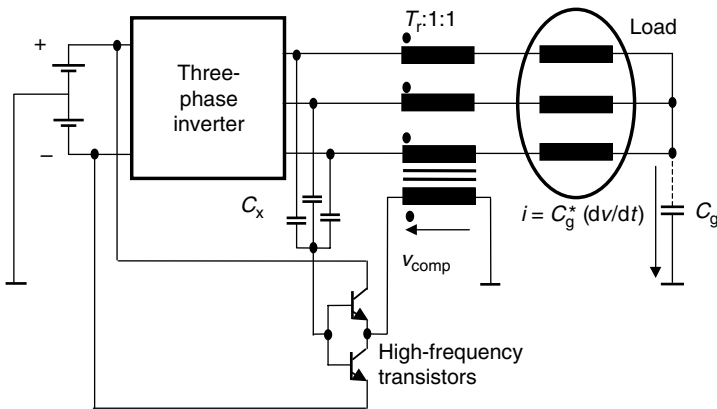 T_r:1:1
Load
+
Three-
phase
inverter
−
C_x
i = C_g^* (dv/dt)
C_g
v_comp
High-frequency
transistors